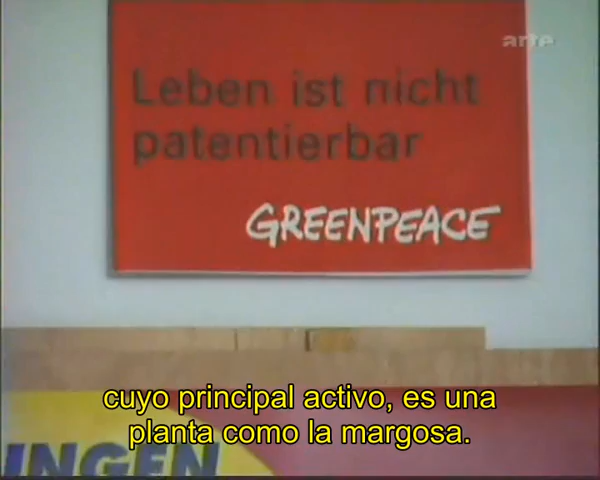 arte
Leben ist nicht
patentierbar
GREENPEACE
cuyo principal activo, es una
planta como la margosa.
INGEN